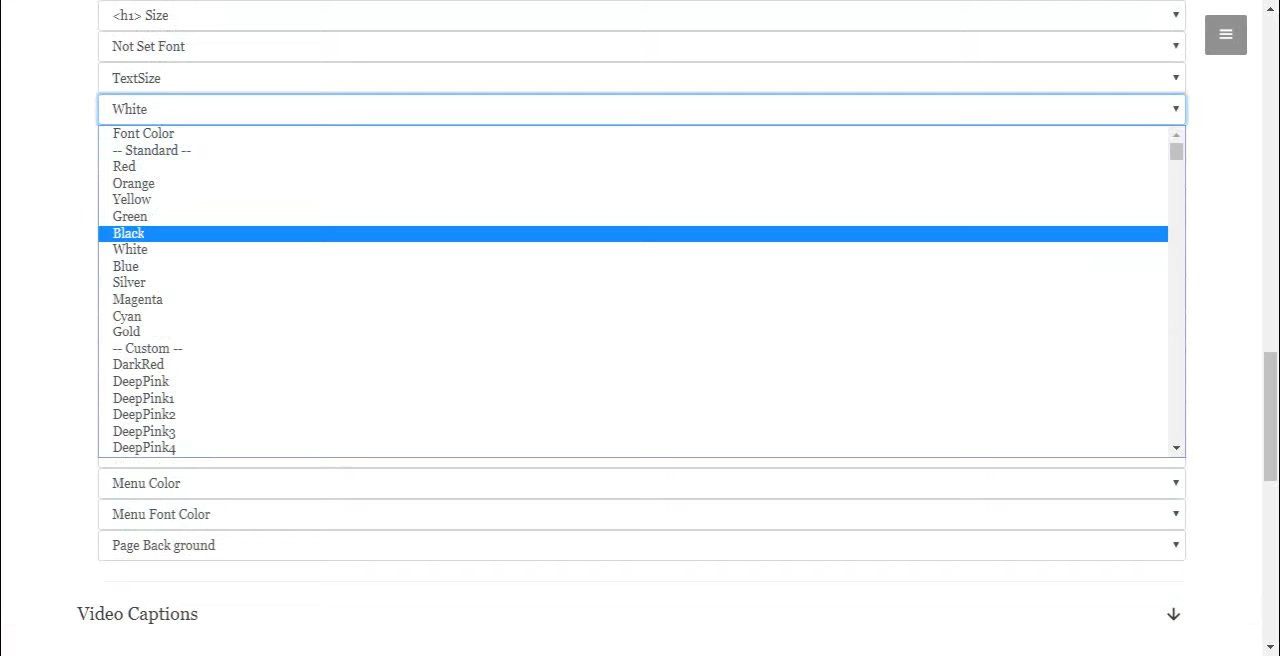 <h1> Size
Not Set Font
TextSize
White
Font Color
-- Standard --
Red
Orange
Yellow
Green
Black
White
Blue
Silver
Magenta
Cyan
Gold
-- Custom --
DarkRed
DeepPink
DeepPink1
DeepPink2
DeepPink3
DeepPink4
Menu Color
Menu Font Color
Page Back ground
Video Captions